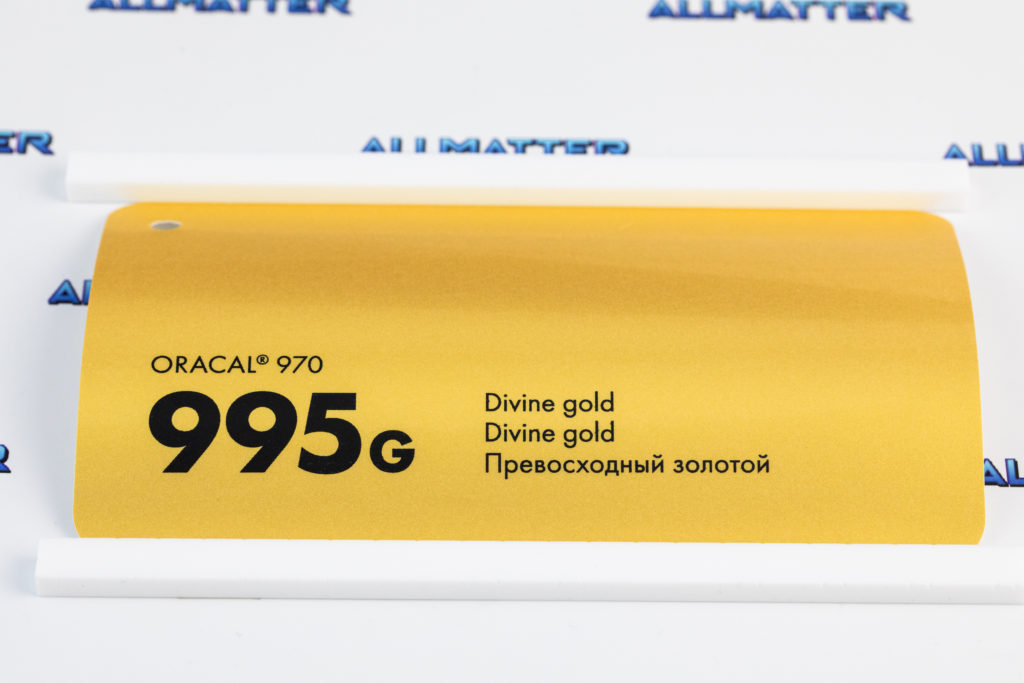 ALLMATTER
ALLMATTER
ALLMATTER
ORACAL® 970
995G
Divine gold
Divine gold
Превосходный золотой